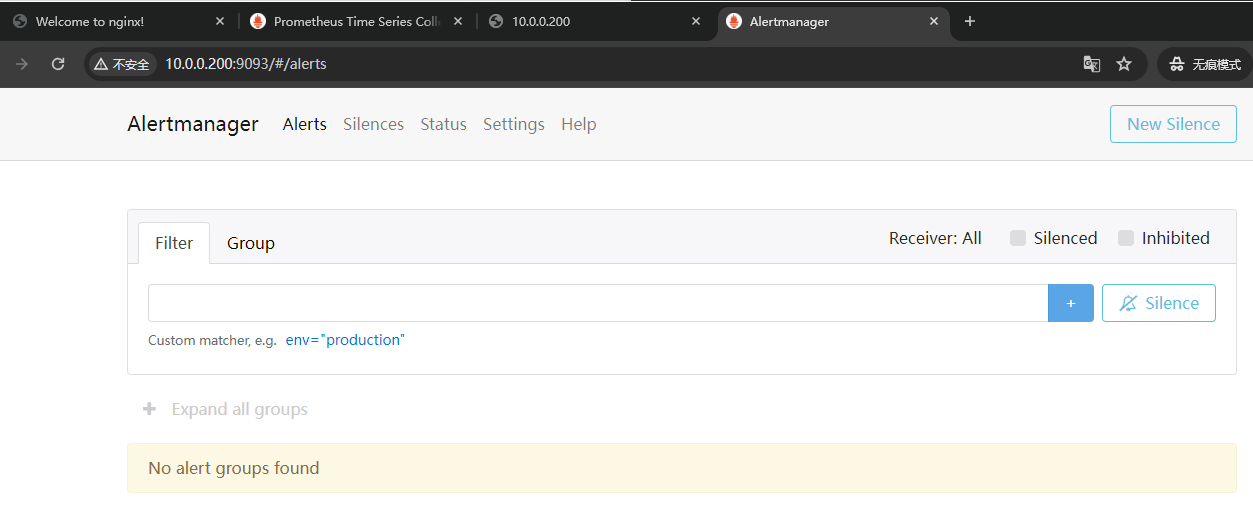 Welcome to nginx!
Prometheus Time Series Colle
10.0.0.200
Alertmanager
不安全 10.0.0.200:9093/#/alerts 无痕模式
Alertmanager Alerts Silences Status Settings Help New Silence
Filter Group Receiver: All Silenced Inhibited
+ Silence
Custom matcher, e.g. env="production"
+ Expand all groups
No alert groups found